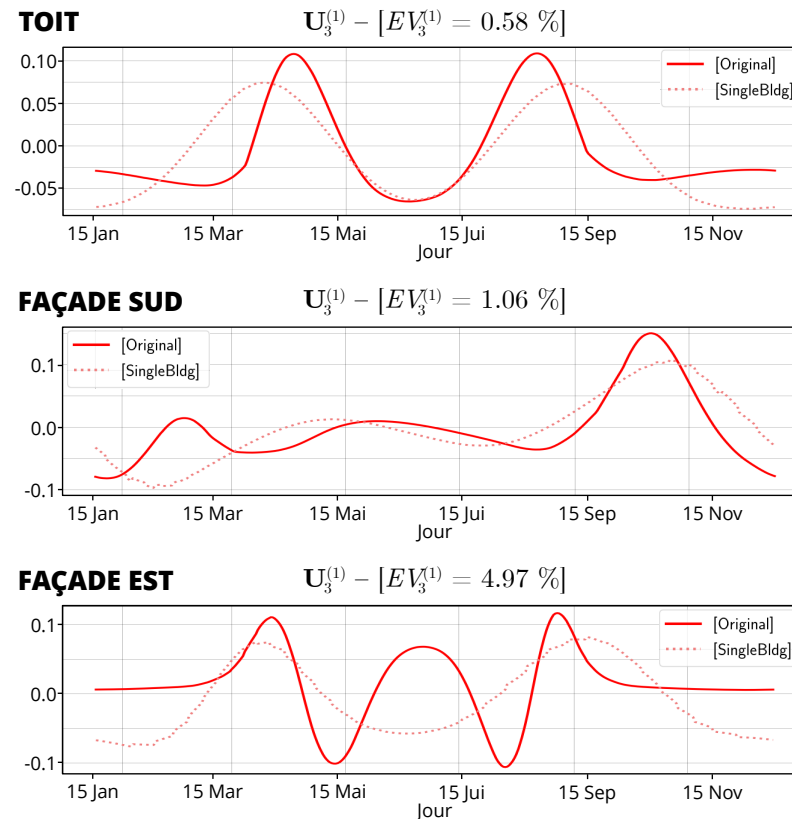 TOIT
U₃⁽¹⁾ – [EV₃⁽¹⁾ = 0.58 %]
0.10
0.05
0.00
-0.05
[Original]
[SingleBldg]
15 Jan 15 Mar 15 Mai 15 Jui 15 Sep 15 Nov
Jour
FAÇADE SUD
U₃⁽¹⁾ – [EV₃⁽¹⁾ = 1.06 %]
0.1
0.0
-0.1
[Original]
[SingleBldg]
15 Jan 15 Mar 15 Mai 15 Jui 15 Sep 15 Nov
Jour
FAÇADE EST
U₃⁽¹⁾ – [EV₃⁽¹⁾ = 4.97 %]
0.1
0.0
-0.1
[Original]
[SingleBldg]
15 Jan 15 Mar 15 Mai 15 Jui 15 Sep 15 Nov
Jour